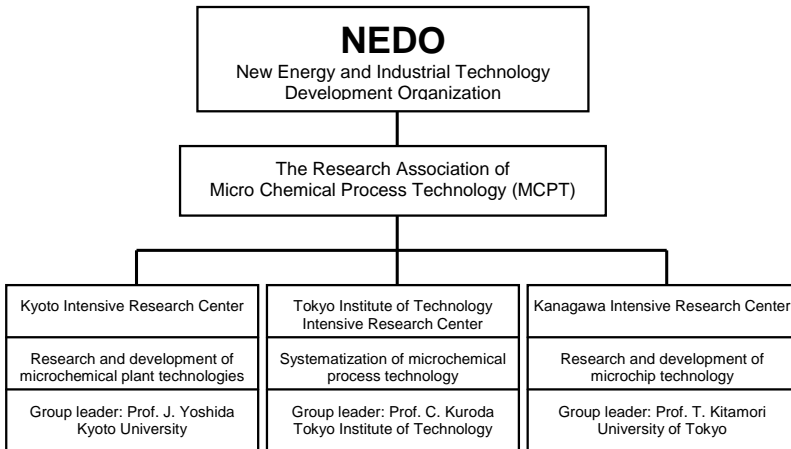 NEDO
New Energy and Industrial Technology
Development Organization
The Research Association of
Micro Chemical Process Technology (MCPT)
Kyoto Intensive Research Center
Research and development of
microchemical plant technologies
Group leader: Prof. J. Yoshida
Kyoto University
Tokyo Institute of Technology
Intensive Research Center
Systematization of microchemical
process technology
Group leader: Prof. C. Kuroda
Tokyo Institute of Technology
Kanagawa Intensive Research Center
Research and development of
microchip technology
Group leader: Prof. T. Kitamori
University of Tokyo